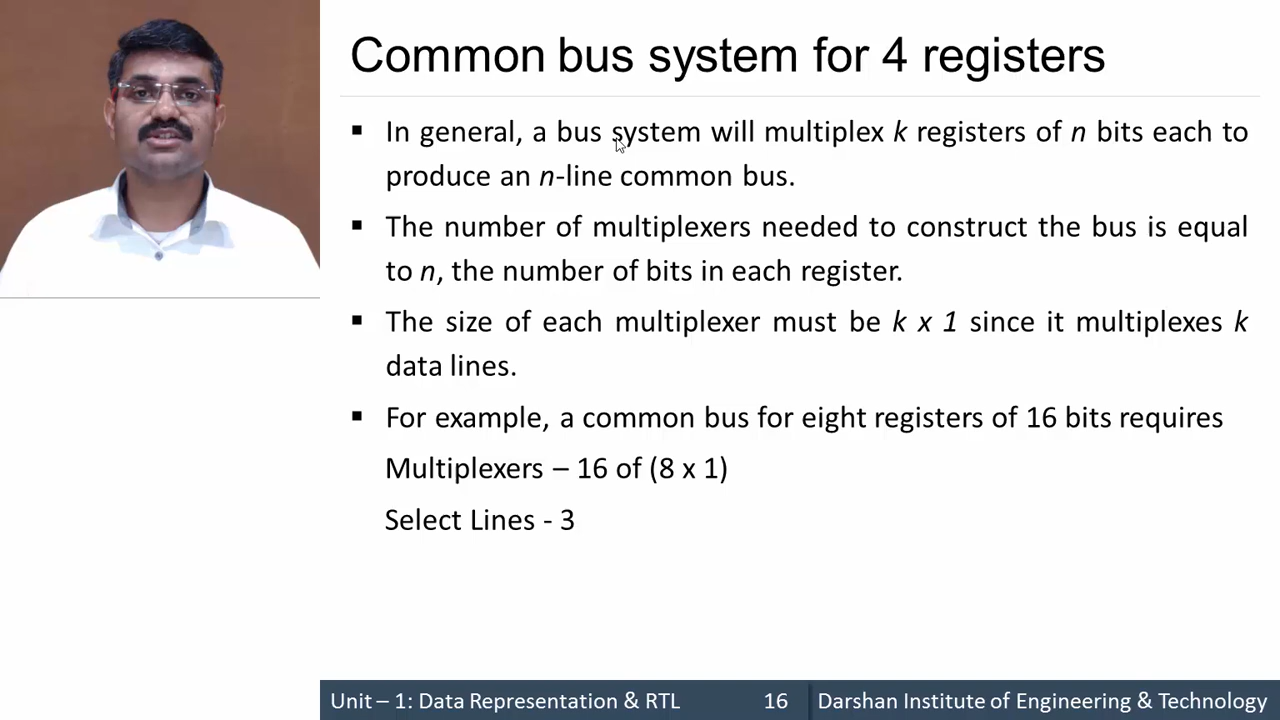 Common bus system for 4 registers
▪ In general, a bus system will multiplex k registers of n bits each to
produce an n-line common bus.
▪ The number of multiplexers needed to construct the bus is equal
to n, the number of bits in each register.
▪ The size of each multiplexer must be k x 1 since it multiplexes k
data lines.
▪ For example, a common bus for eight registers of 16 bits requires
Multiplexers – 16 of (8 x 1)
Select Lines - 3
Unit – 1: Data Representation & RTL 16 Darshan Institute of Engineering & Technology